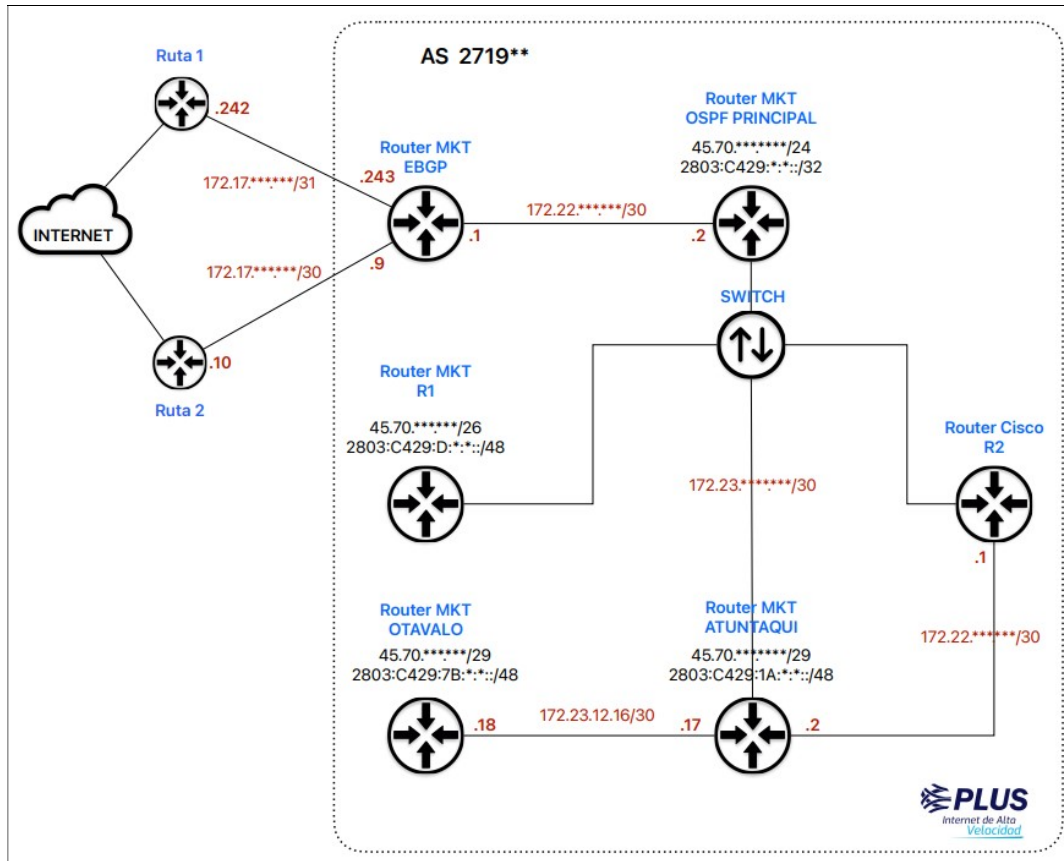 AS 2719**
Ruta 1
.242
172.17.***.***/31
Router MKT
EBGP
.243
.1
.9
172.22.***.***/30
Router MKT
OSPF PRINCIPAL
45.70.***.****/24
2803:C429:*:*::/32
.2
INTERNET
172.17.***.***/30
.10
Ruta 2
SWITCH
Router MKT
R1
45.70.***.***/26
2803:C429:D:*:*::/48
Router Cisco
R2
.1
172.23.****.***/30
172.22.***.***/30
Router MKT
OTAVALO
45.70.***.***/29
2803:C429:7B:*:*::/48
.18
172.23.12.16/30
Router MKT
ATUNTAQUI
45.70.***.****/29
2803:C429:1A:*:*::/48
.17
.2
PLUS
Internet de Alta
Velocidad